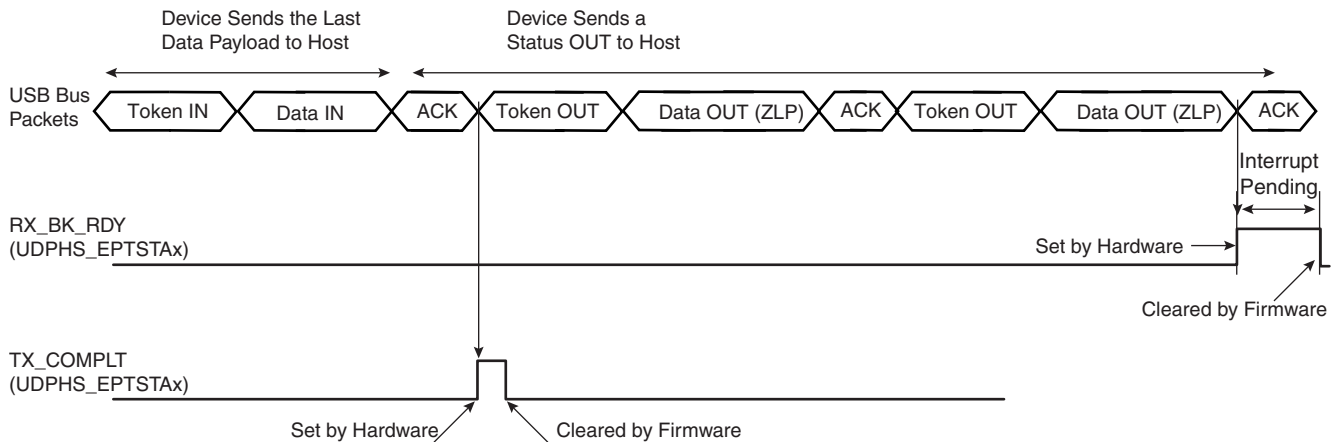 Device Sends the Last
Data Payload to Host
Device Sends a
Status OUT to Host
USB Bus
Packets
Token IN
Data IN
ACK
Token OUT
Data OUT (ZLP)
ACK
Token OUT
Data OUT (ZLP)
ACK
Interrupt
Pending
RX_BK_RDY
(UDPHS_EPTSTAx)
Set by Hardware
Cleared by Firmware
TX_COMPLT
(UDPHS_EPTSTAx)
Set by Hardware
Cleared by Firmware